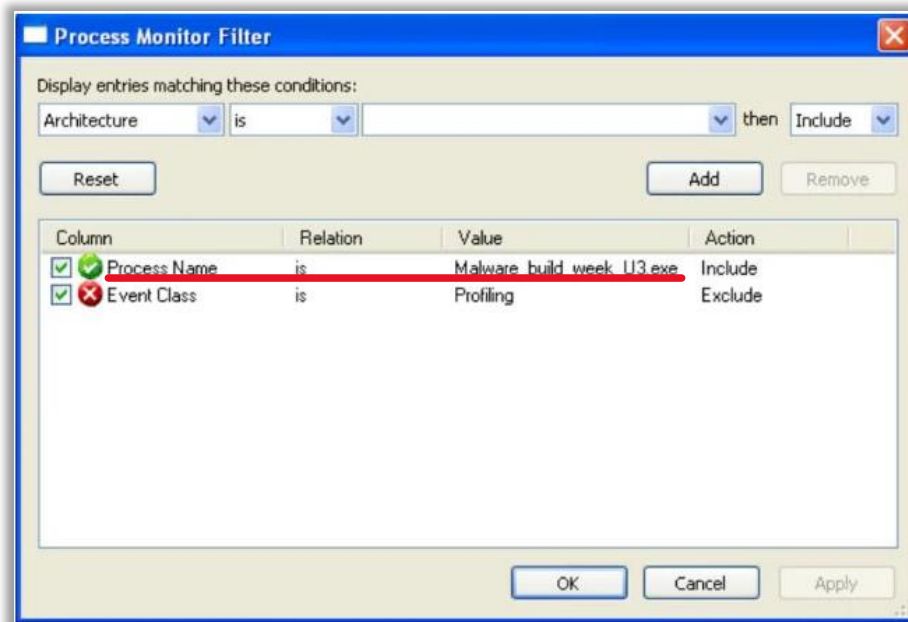 Process Monitor Filter
Display entries matching these conditions:
Architecture is then Include
Reset Add Remove
Column Relation Value Action
Process Name is Malware_build_week_U3.exe Include
Event Class is Profiling Exclude
OK Cancel Apply